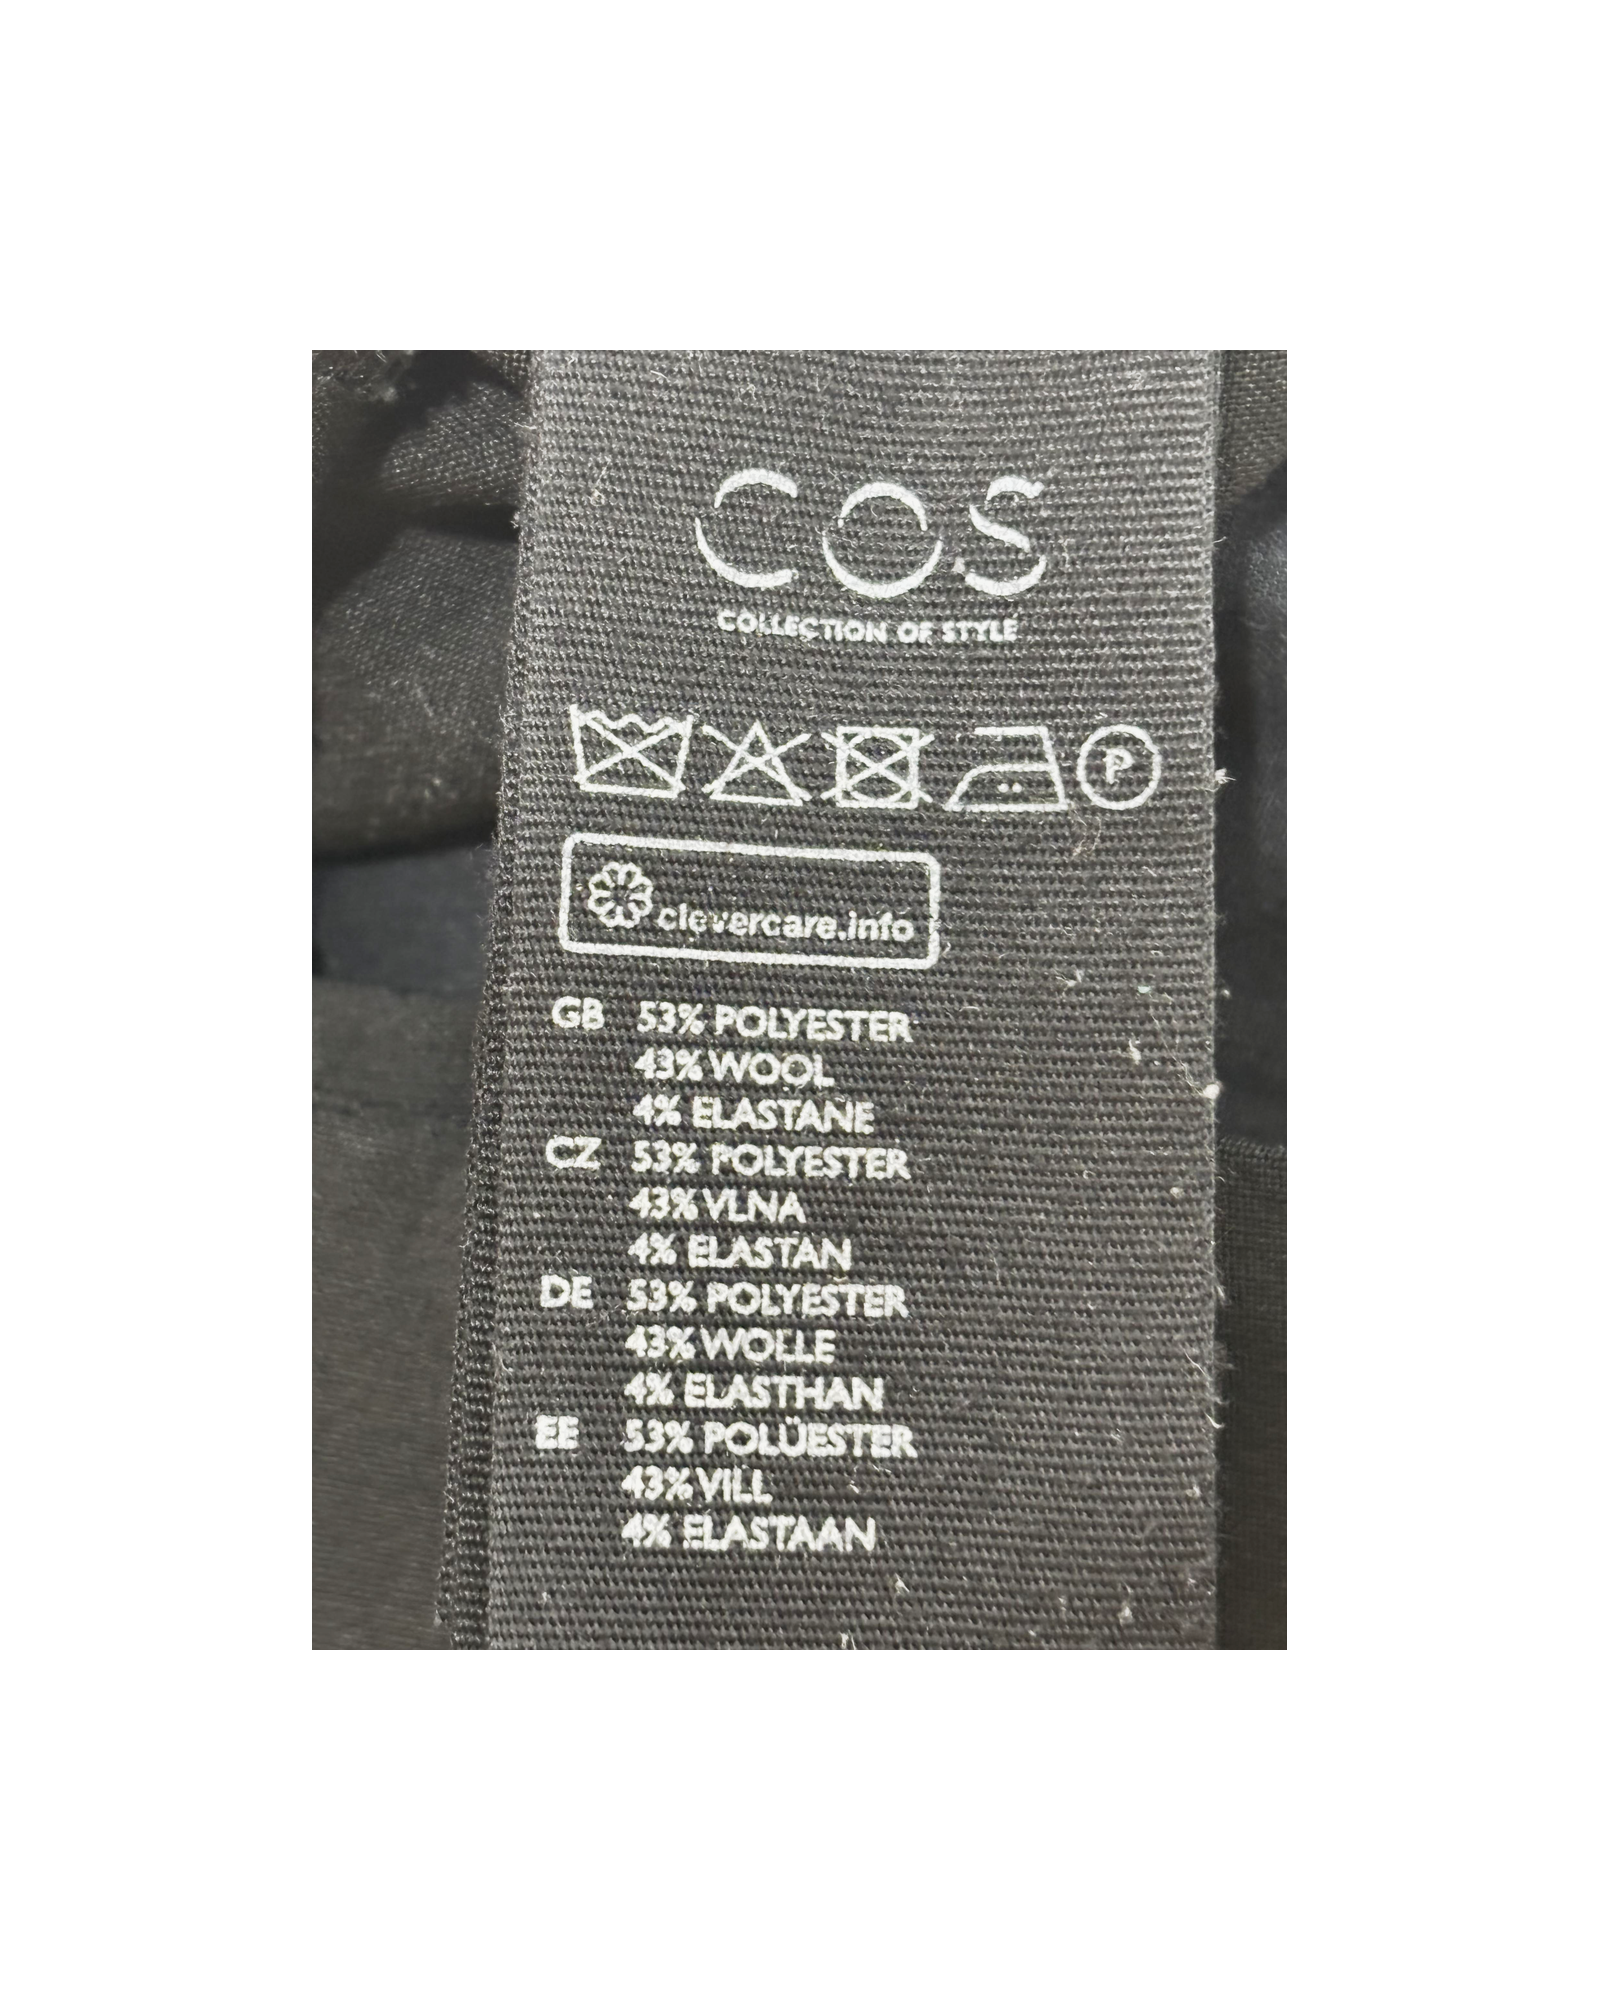 COS
COLLECTION OF STYLE
P
clevercare.info
GB 53% POLYESTER
43% WOOL
4% ELASTANE
CZ 53% POLYESTER
43% VLNA
4% ELASTAN
DE 53% POLYESTER
43% WOLLE
4% ELASTHAN
EE 53% POLÜESTER
43% VILL
4% ELASTAAN